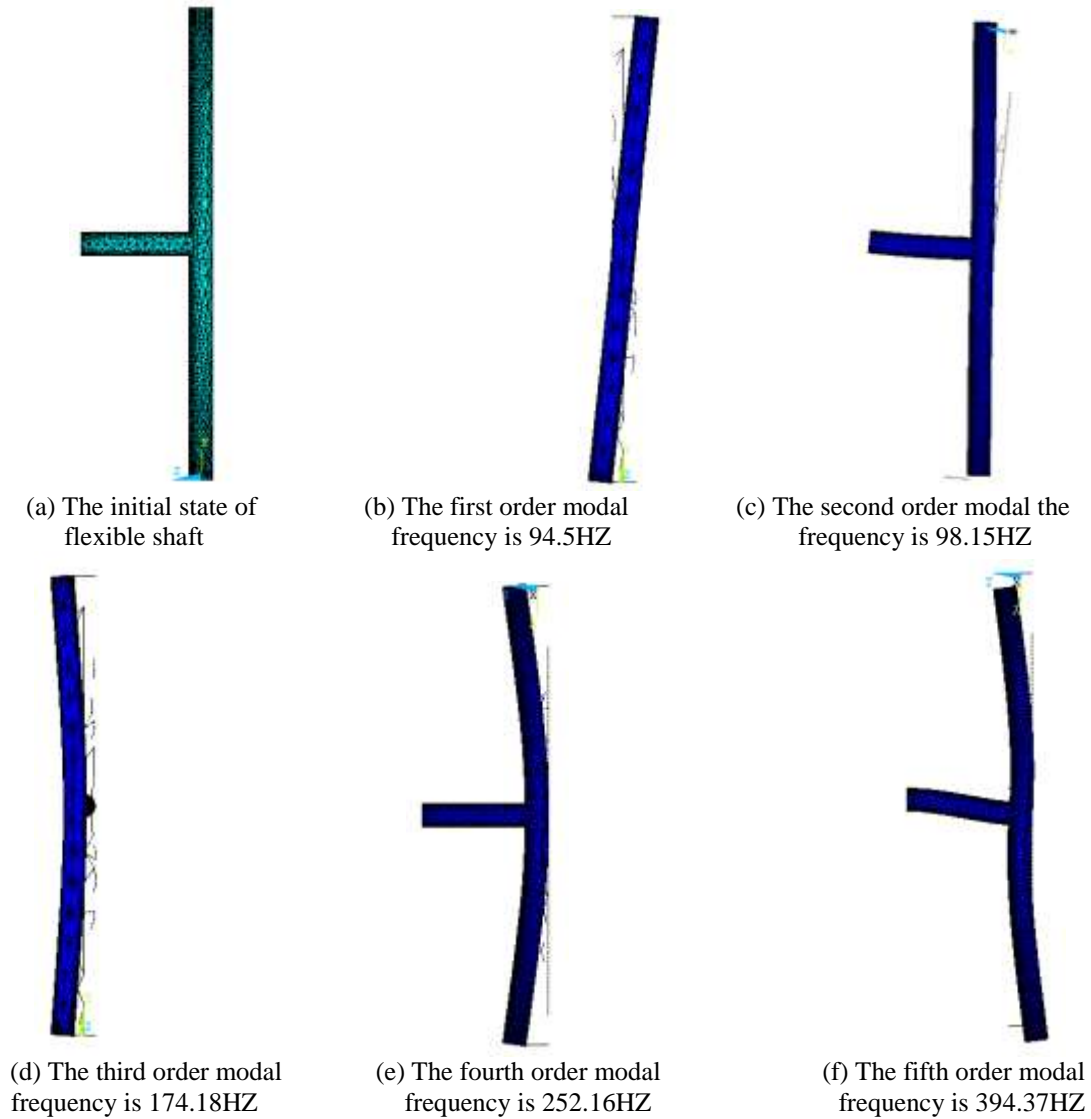 (a) The initial state of
flexible shaft
(b) The first order modal
frequency is 94.5HZ
(c) The second order modal the
frequency is 98.15HZ
(d) The third order modal
frequency is 174.18HZ
(e) The fourth order modal
frequency is 252.16HZ
(f) The fifth order modal
frequency is 394.37HZ